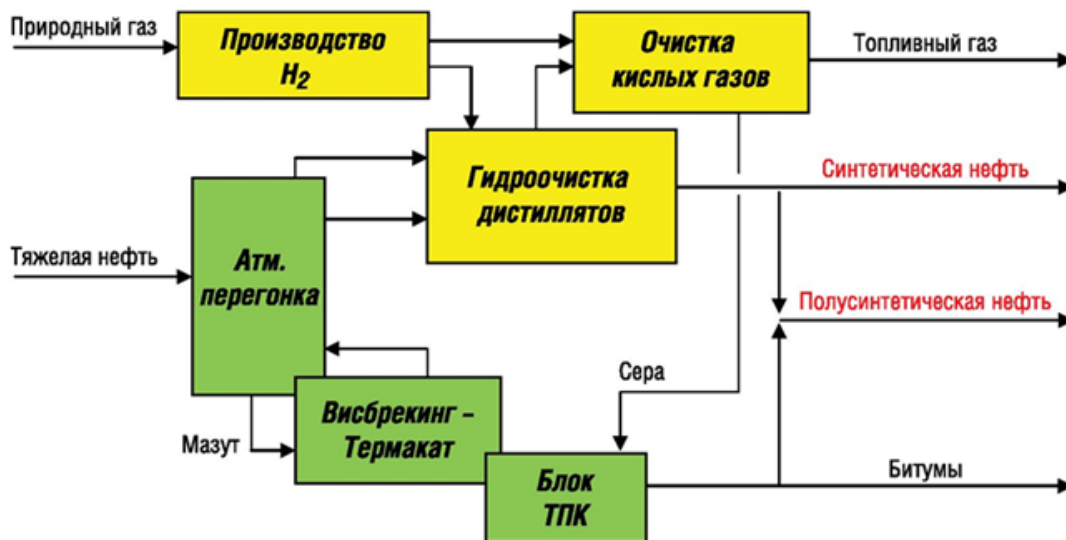 Природный газ
Производство
H2
Очистка
кислых газов
Топливный газ
Гидроочистка
дистиллятов
Синтетическая нефть
Тяжелая нефть
Атм.
перегонка
Полусинтетическая нефть
Сера
Мазут
Висбрекинг –
Термакат
Блок
ТПК
Битумы